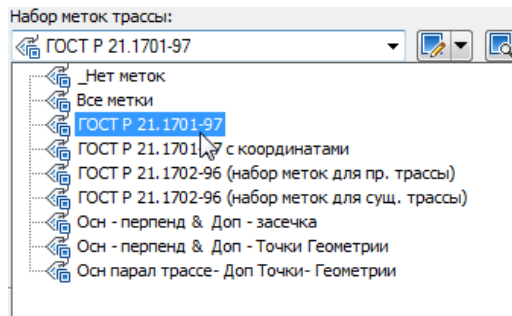 Набор меток трассы:
ГОСТ Р 21.1701-97
_Нет меток
Все метки
ГОСТ Р 21.1701-97
ГОСТ Р 21.1701-97 с координатами
ГОСТ Р 21.1702-96 (набор меток для пр. трассы)
ГОСТ Р 21.1702-96 (набор меток для сущ. трассы)
Осн - перпенд & Доп - засечка
Осн - перпенд & Доп - Точки Геометрии
Осн парал трассе- Доп Точки- Геометрии